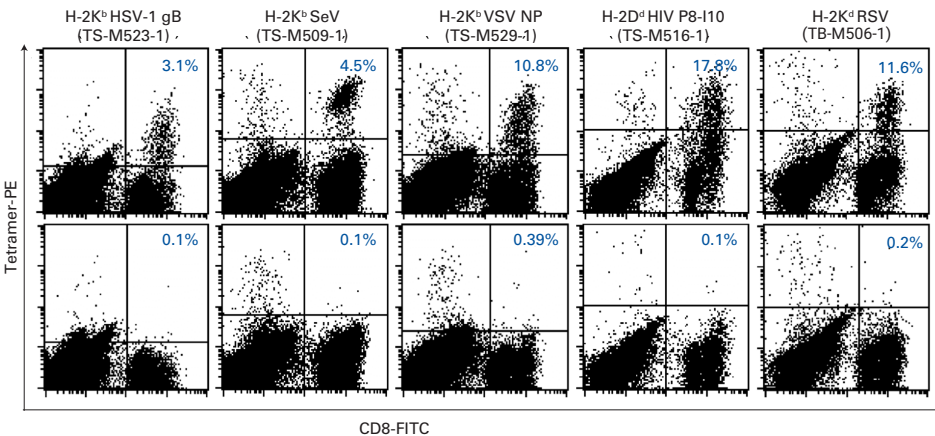 H-2Kᵇ HSV-1 gB
(TS-M523-1)
H-2Kᵇ SeV
(TS-M509-1)
H-2Kᵇ VSV NP
(TS-M529-1)
H-2Dᵈ HIV P8-I10
(TS-M516-1)
H-2Kᵈ RSV
(TB-M506-1)
3.1%
4.5%
10.8%
17.8%
11.6%
0.1%
0.1%
0.39%
0.1%
0.2%
Tetramer-PE
CD8-FITC